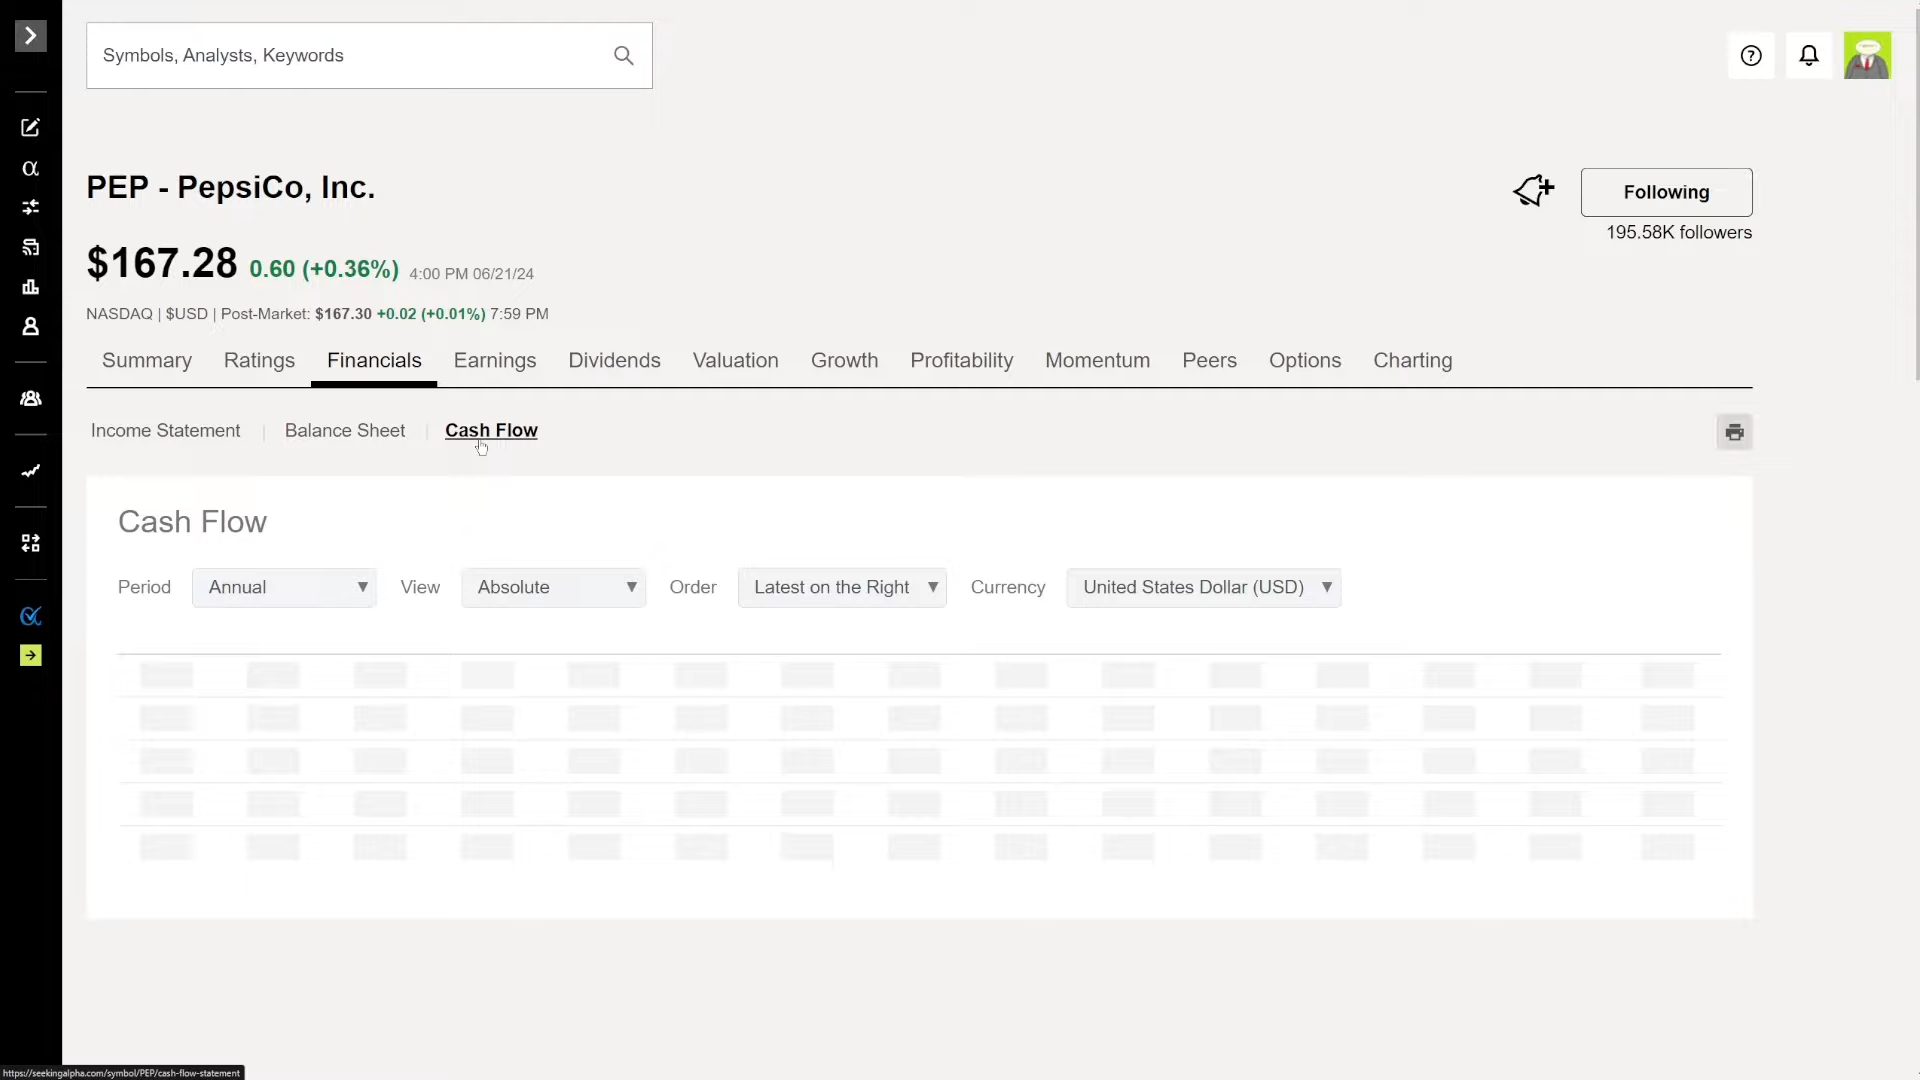 Symbols, Analysts, Keywords
PEP - PepsiCo, Inc.
Following
195.58K followers
$167.28 0.60 (+0.36%) 4:00 PM 06/21/24
NASDAQ | $USD | Post-Market: $167.30 +0.02 (+0.01%) 7:59 PM
Summary Ratings Financials Earnings Dividends Valuation Growth Profitability Momentum Peers Options Charting
Income Statement | Balance Sheet | Cash Flow
Cash Flow
Period Annual View Absolute Order Latest on the Right Currency United States Dollar (USD)
https://seekingalpha.com/symbol/PEP/cash-flow-statement